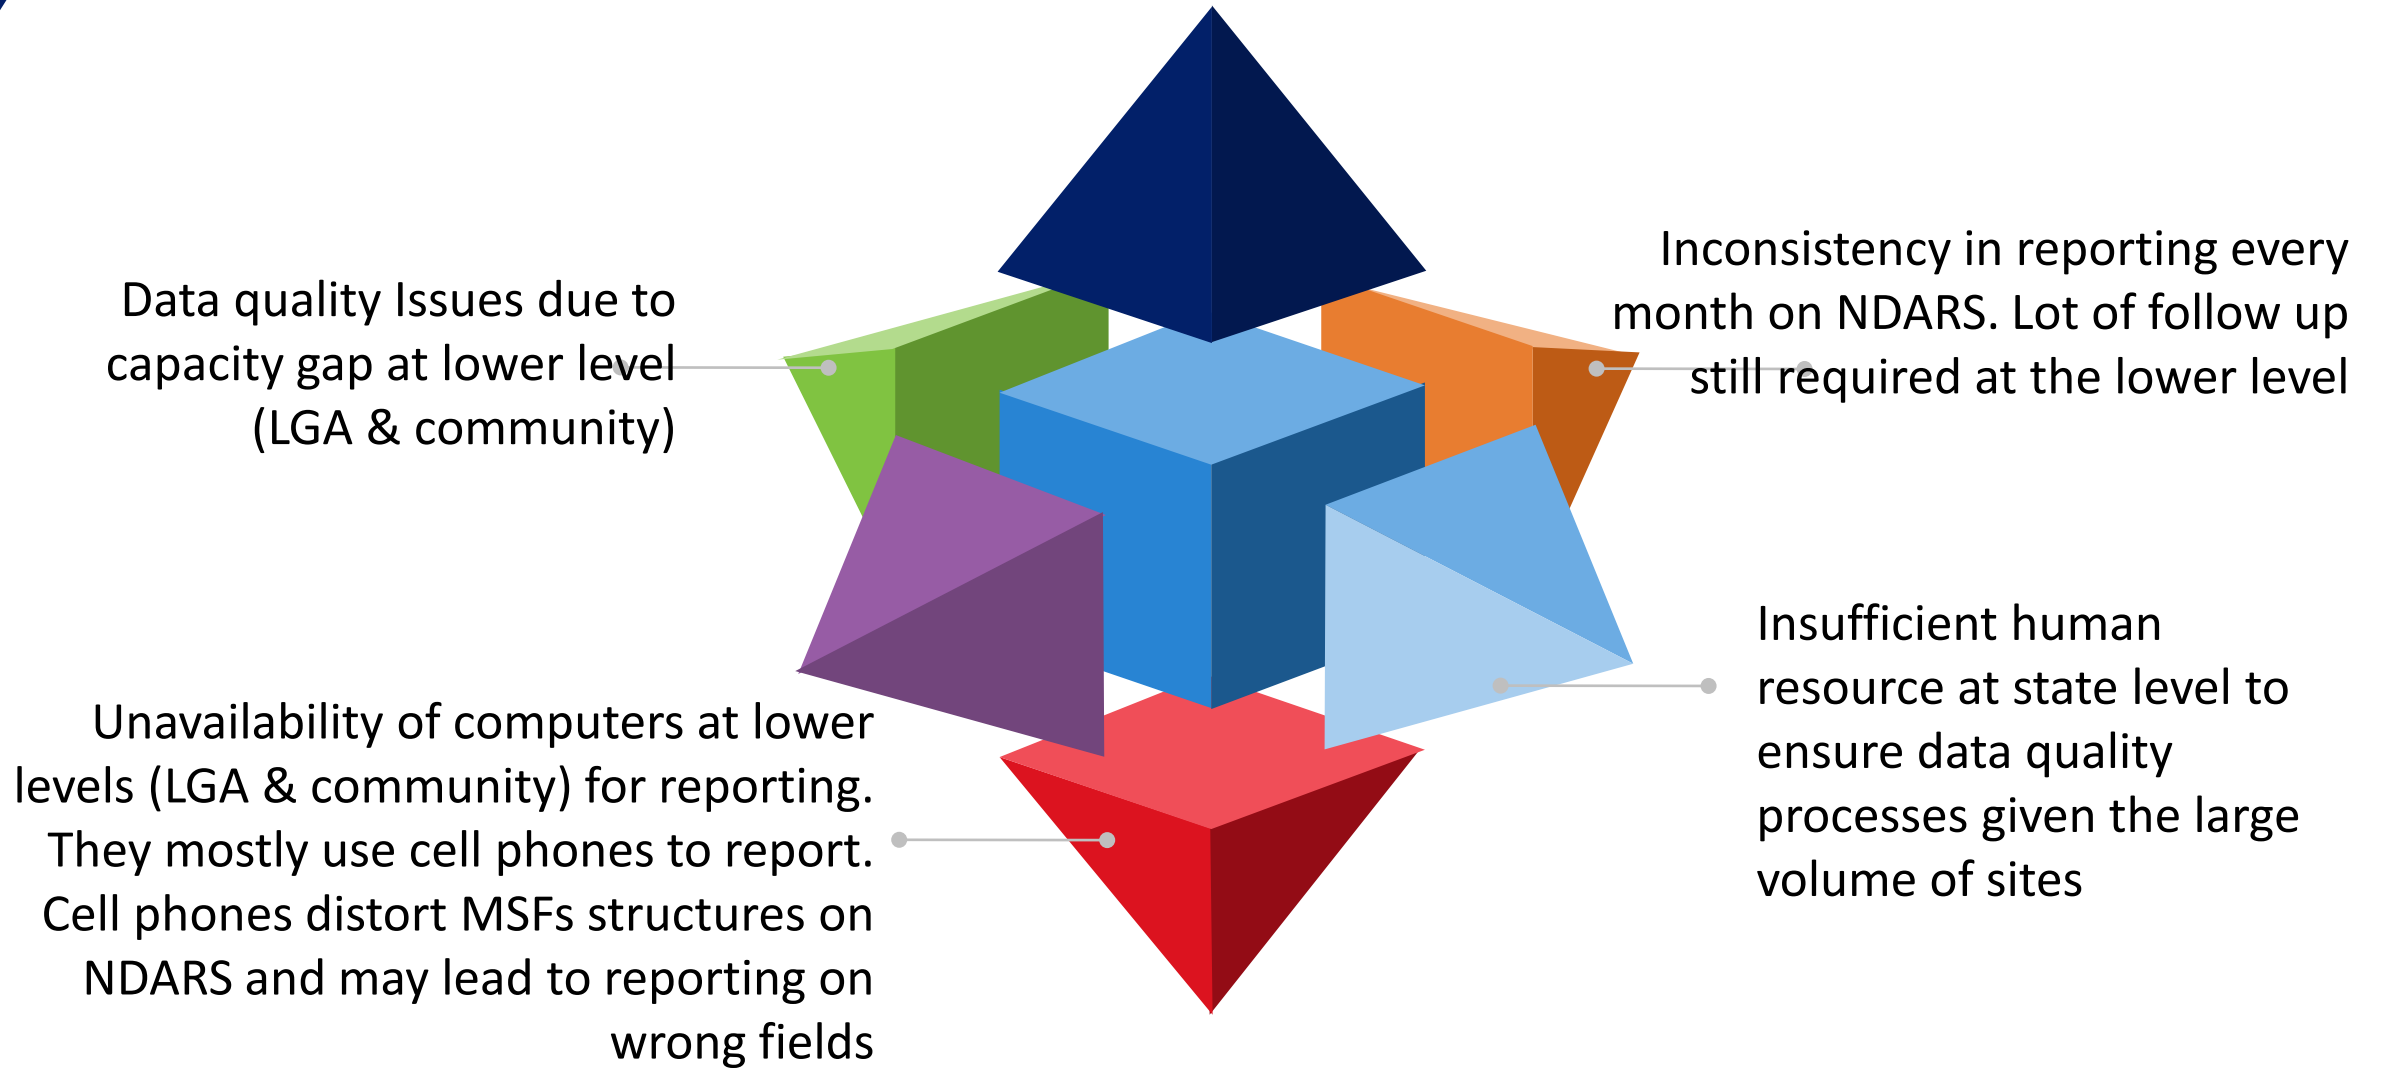 Data quality Issues due to
capacity gap at lower level
(LGA & community)
Inconsistency in reporting every
month on NDARS. Lot of follow up
still required at the lower level
Unavailability of computers at lower
levels (LGA & community) for reporting.
They mostly use cell phones to report.
Cell phones distort MSFs structures on
NDARS and may lead to reporting on
wrong fields
Insufficient human
resource at state level to
ensure data quality
processes given the large
volume of sites